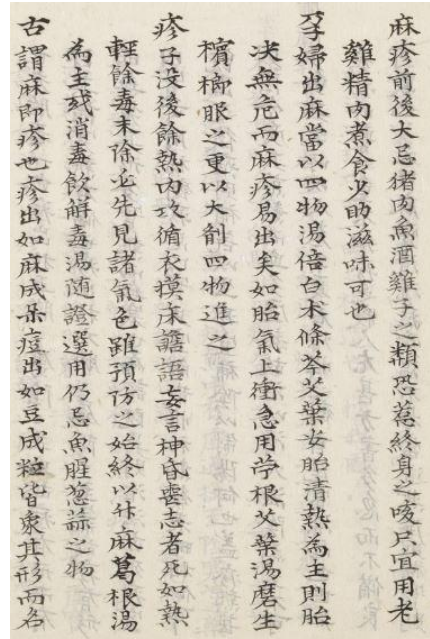 麻疹前後大忌猪肉魚酒雞子之類恐惹終身之咳只宜用老
雞精肉煮食少助滋味可也
孕婦出麻當以四物湯倍白朮條芩艾葉安胎清熱為主則胎
決無危而麻疹易出矣如胎氣上衝急用苧根艾葉湯磨生
檳榔服之更以大劑四物進之
疹子没後餘熱内攻循衣摸床譫語妄言神昏喪志者死如熱
輕餘毒未除必先見諸氣色雖預防之始終以升麻葛根湯
為主或消毒飲解毒湯随證選用仍忌魚腥葱蒜之物
古謂麻即疹也疹出如麻成朵痘出如豆成粒皆象其形而名